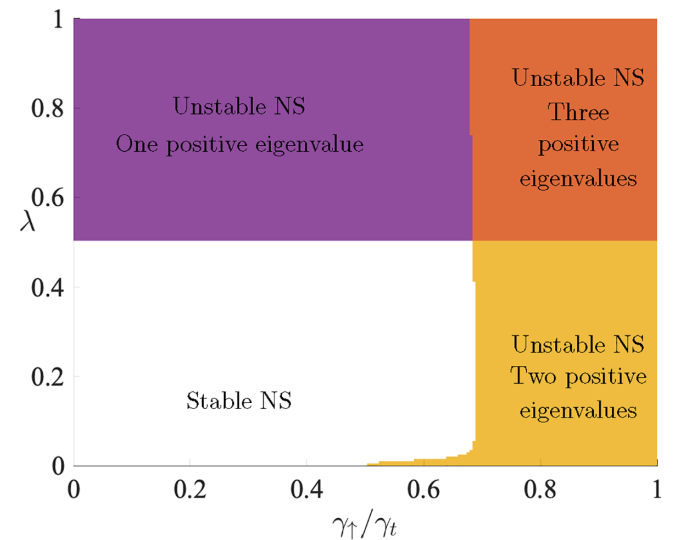 1
Unstable NS
One positive eigenvalue
Unstable NS
Three
positive
eigenvalues
0.8
0.6
λ
0.4
Unstable NS
Two positive
eigenvalues
0.2
Stable NS
0
0 0.2 0.4 0.6 0.8 1
γ↑/γt